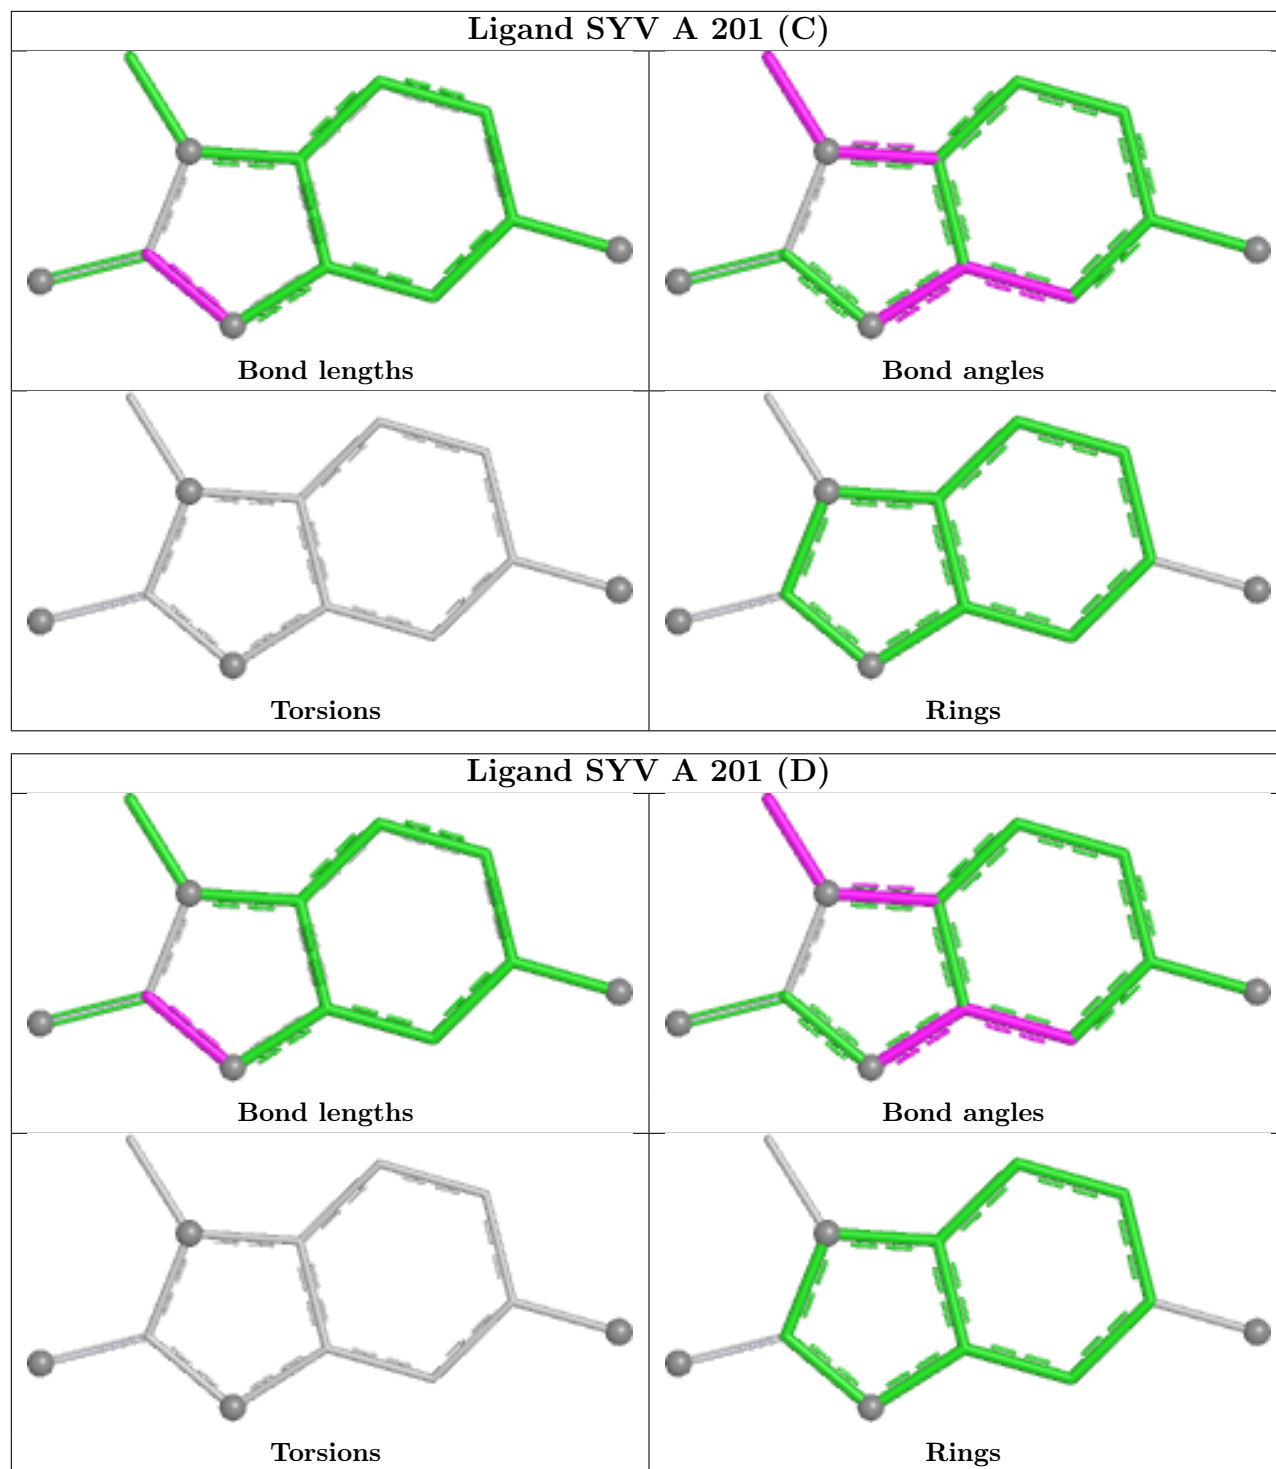 Ligand SYV A 201 (C)
Bond lengths
Bond angles
Torsions
Rings
Ligand SYV A 201 (D)
Bond lengths
Bond angles
Torsions
Rings